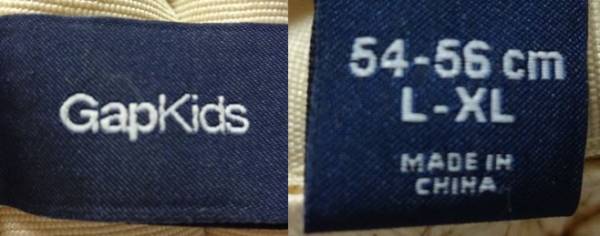 GapKids
54-56 cm
L-XL
MADE IN
CHINA